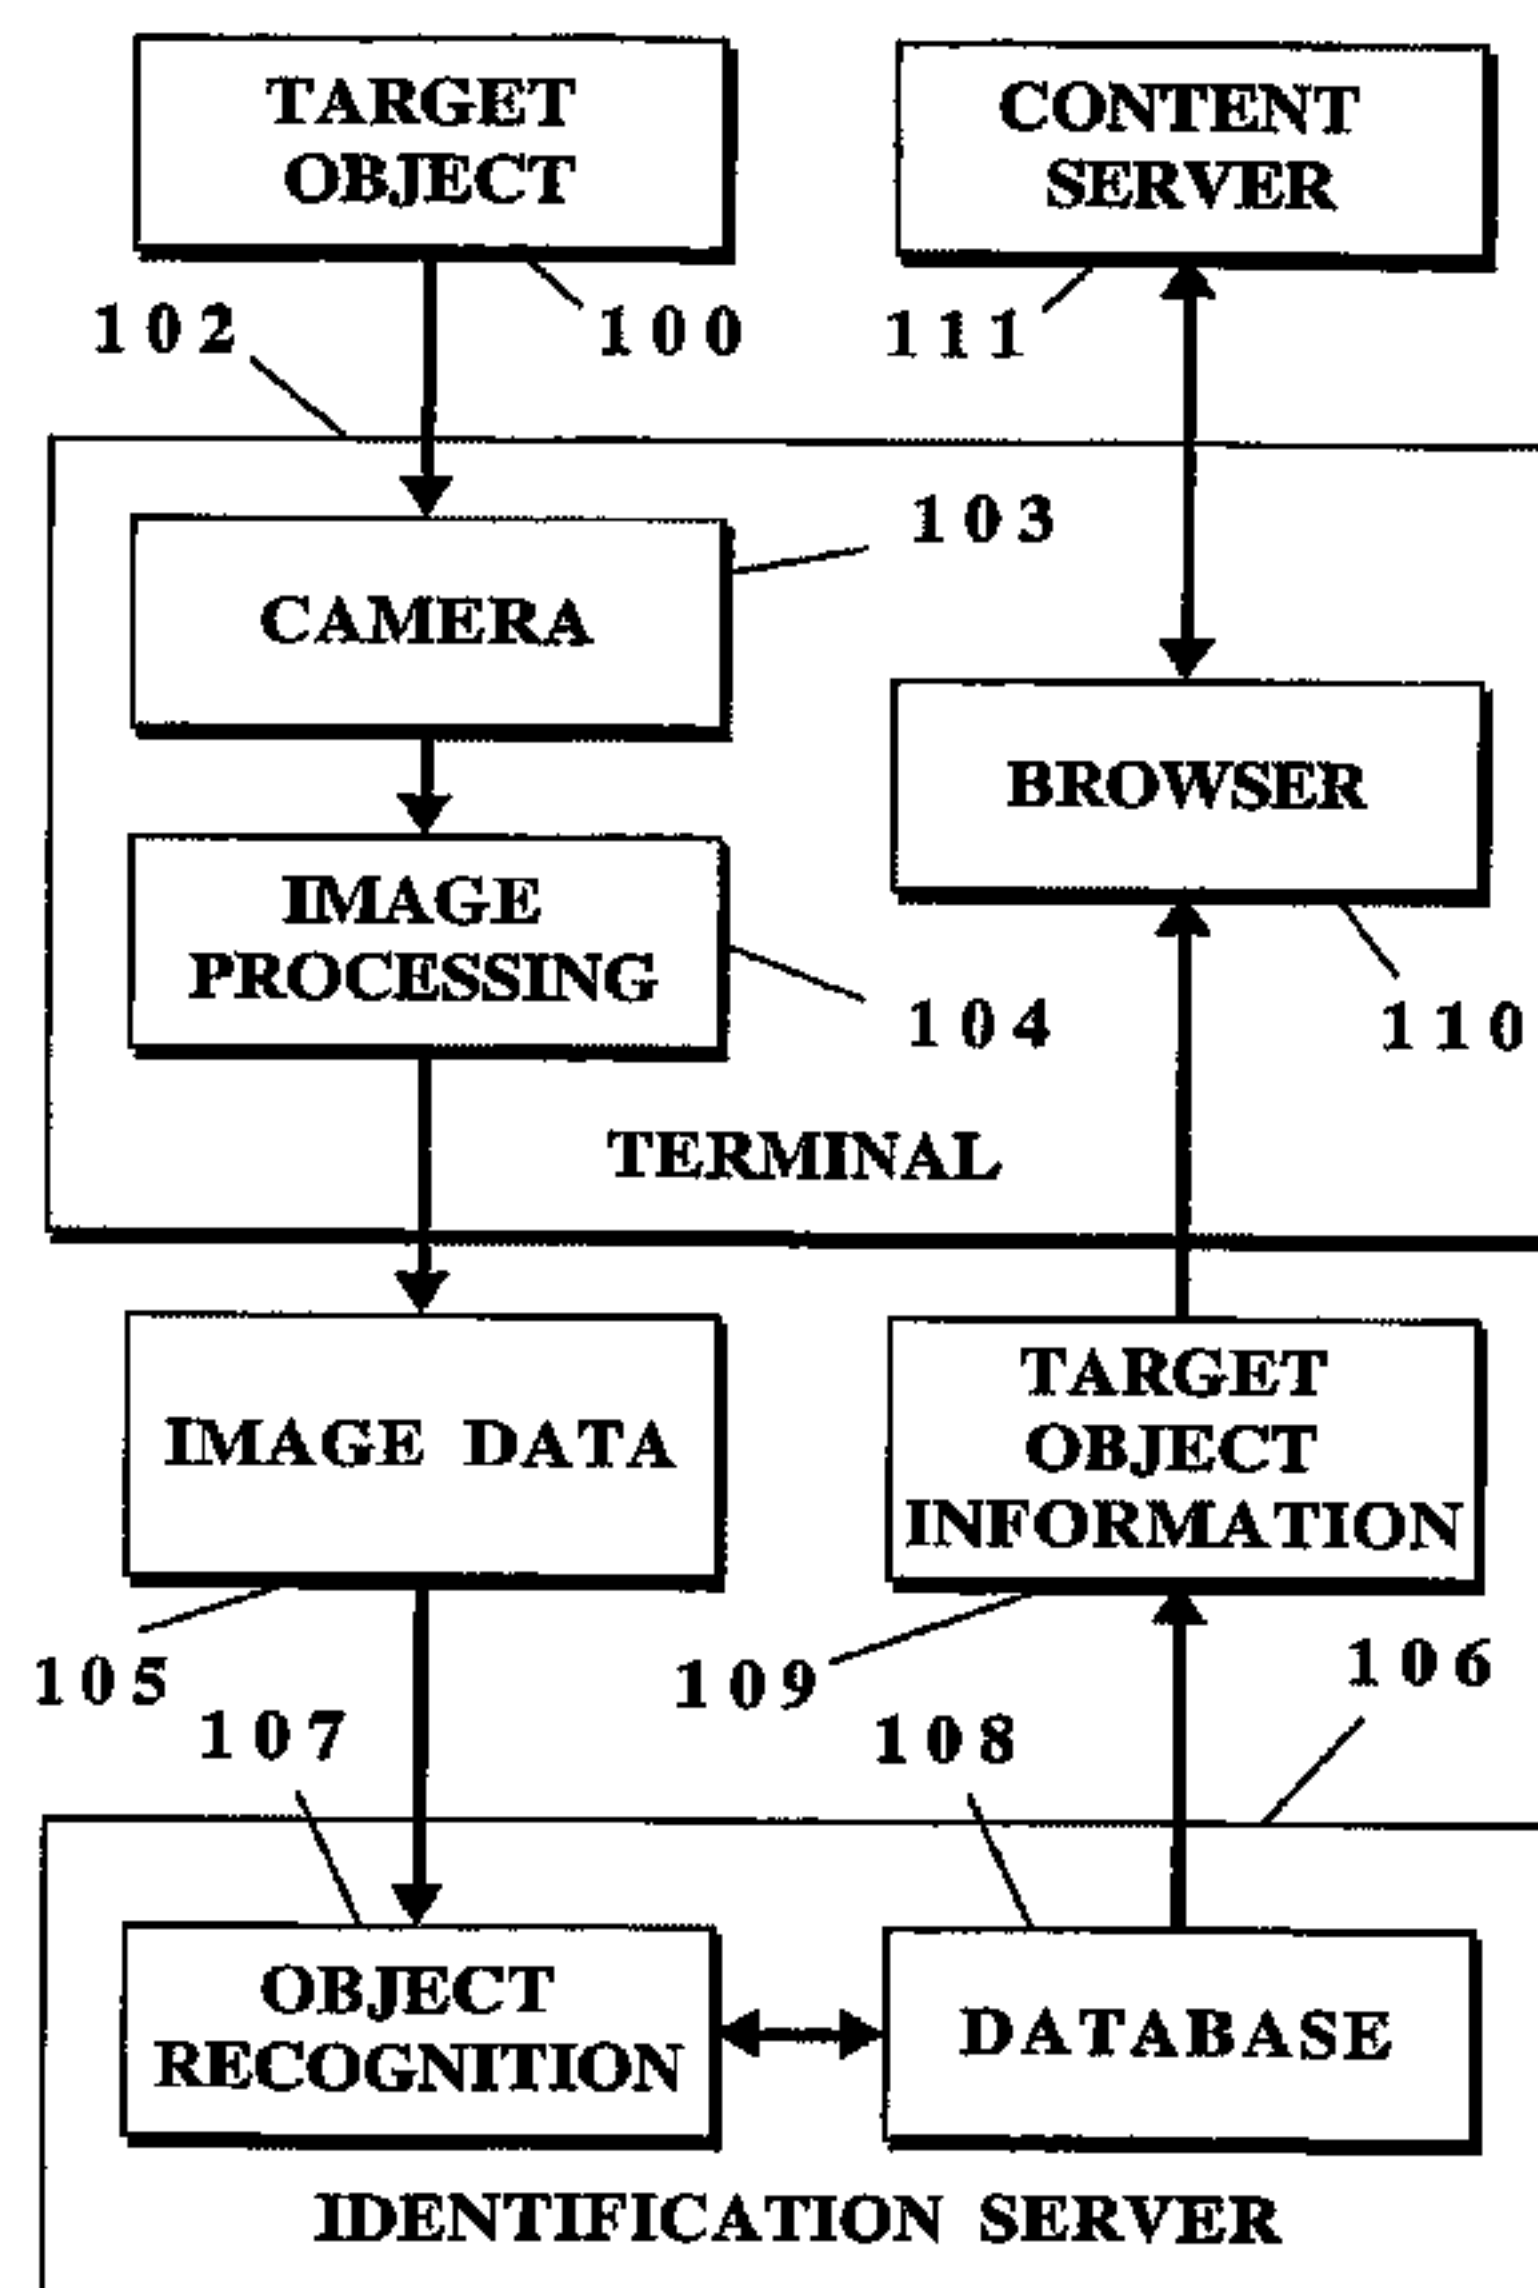 TARGET
OBJECT
CONTENT
SERVER
102
100
111
103
CAMERA
BROWSER
IMAGE
PROCESSING
104
110
TERMINAL
IMAGE DATA
TARGET
OBJECT
INFORMATION
105
109
106
107
108
OBJECT
RECOGNITION
DATABASE
IDENTIFICATION SERVER